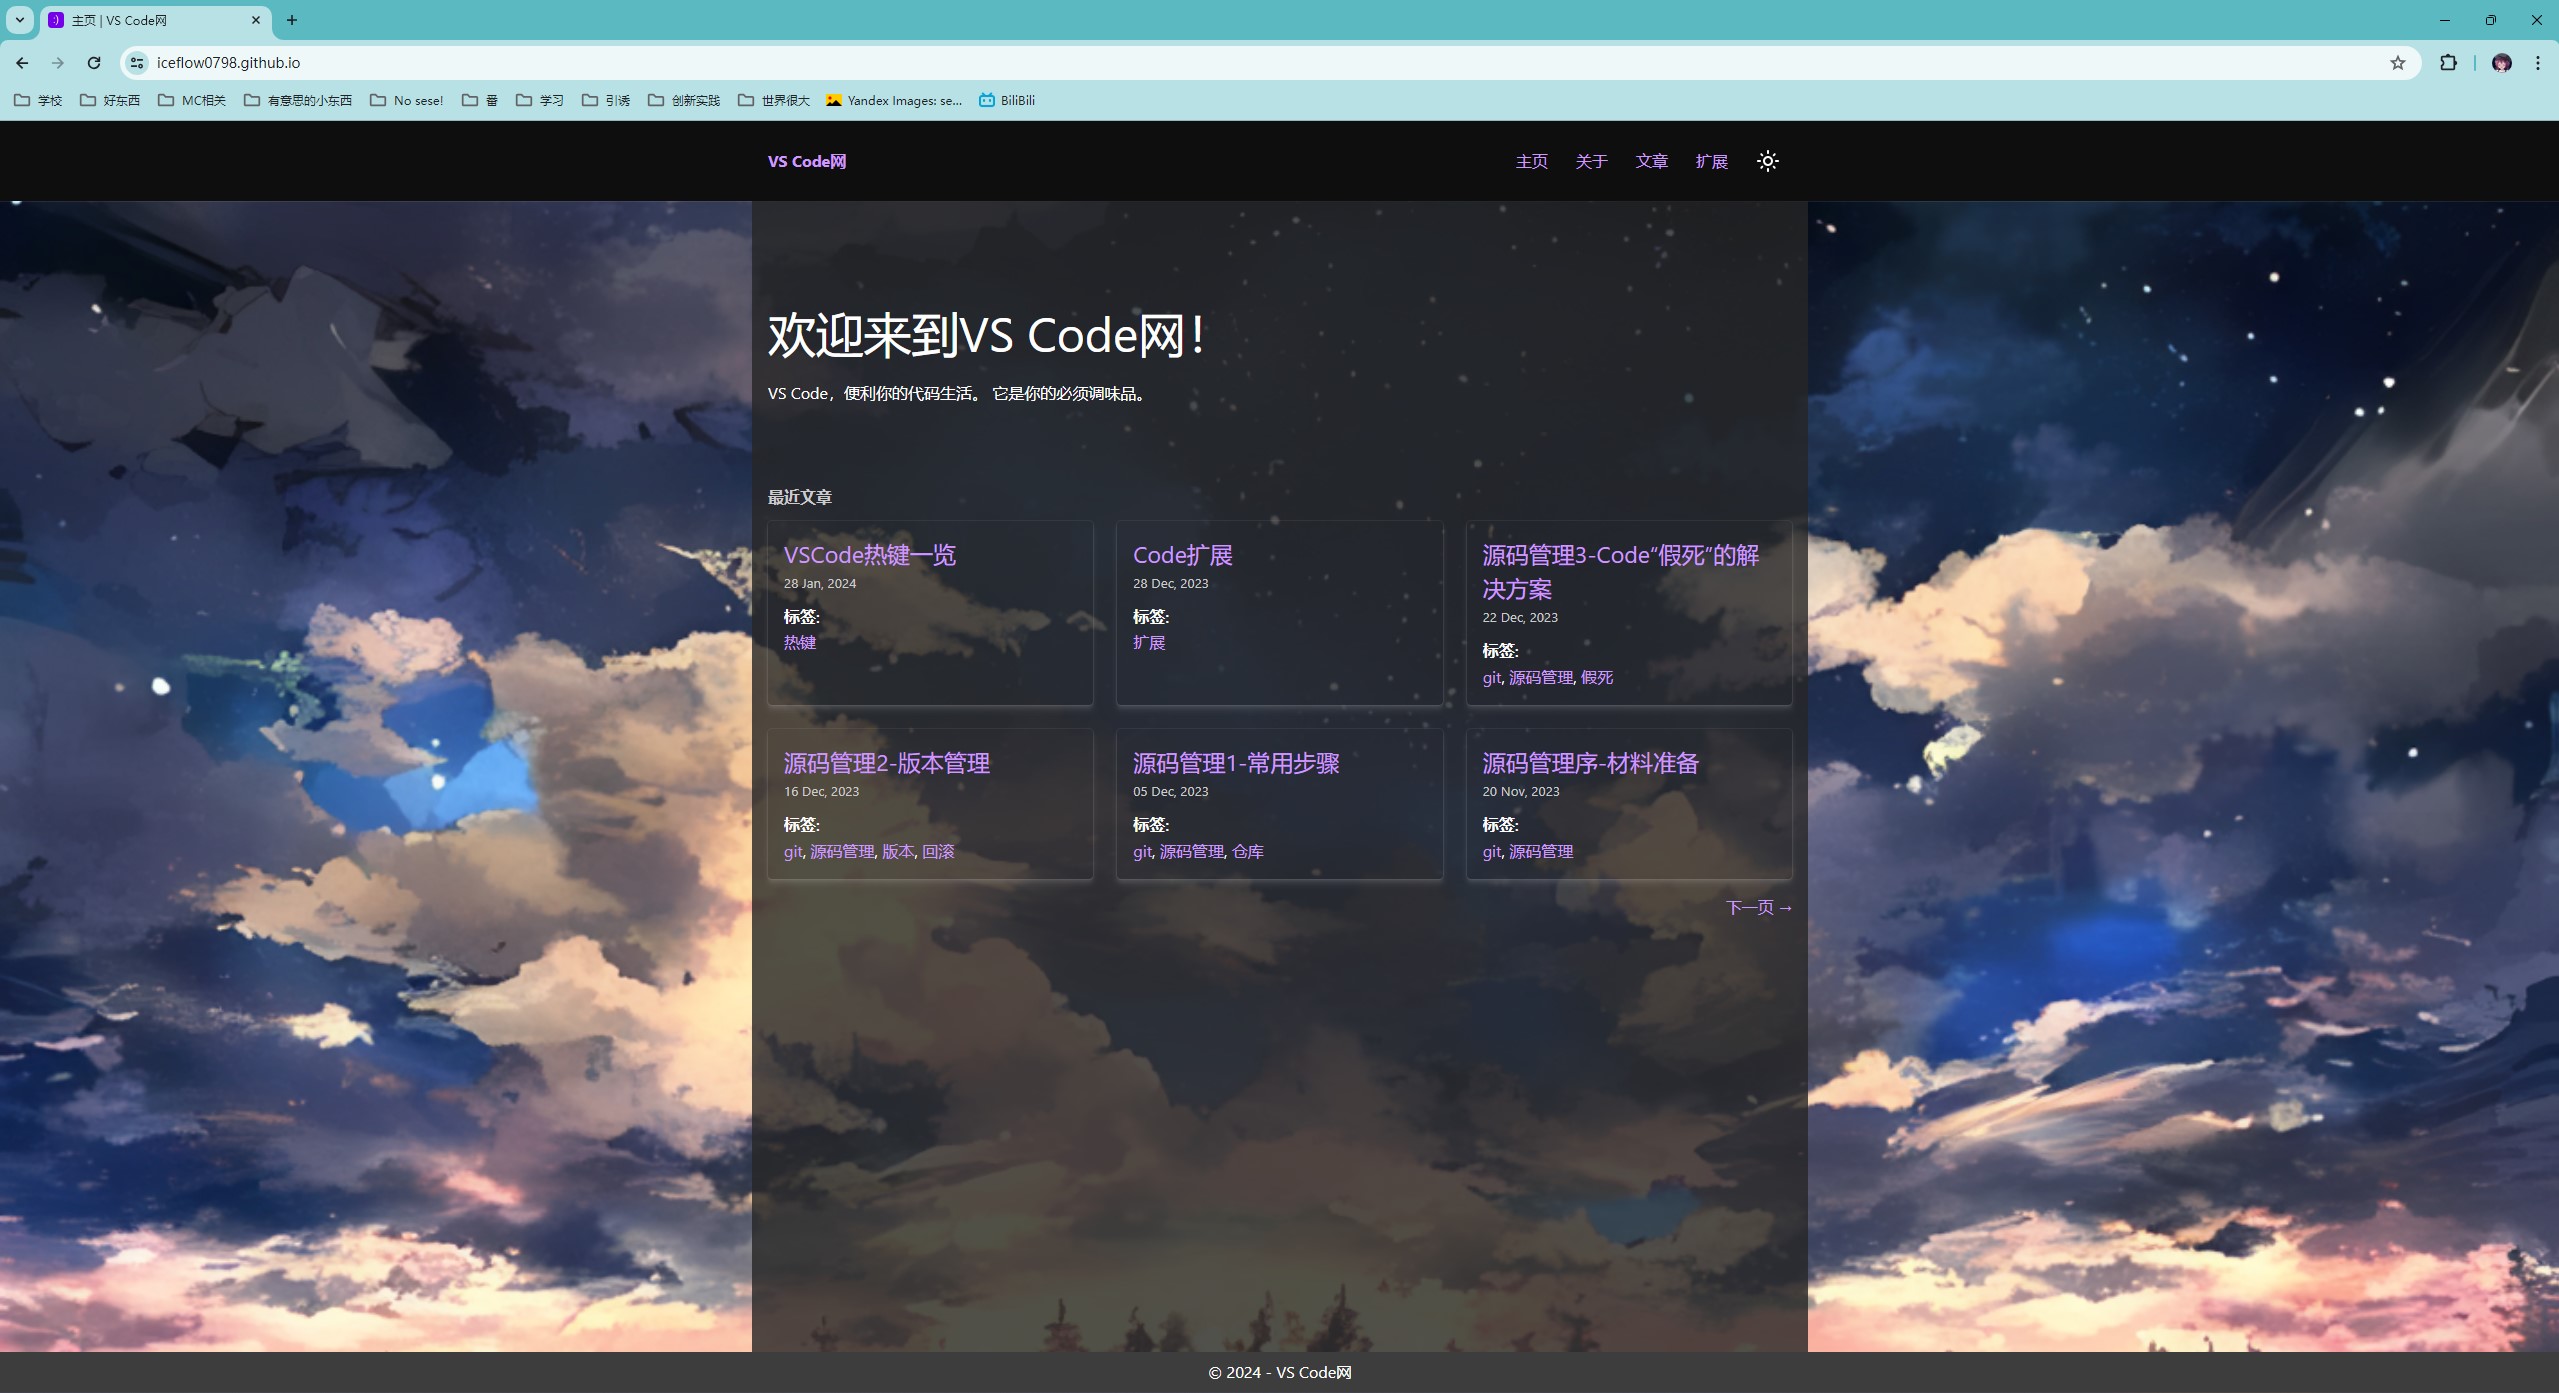 主页 | VS Code网
iceflow0798.github.io
学校 好东西 MC相关 有意思的小东西 No sese! 番 学习 引诱 创新实践 世界很大 Yandex Images: se... BiliBili
VS Code网 主页 关于 文章 扩展
欢迎来到VS Code网！
VS Code，便利你的代码生活。 它是你的必须调味品。
最近文章
VSCode热键一览
28 Jan, 2024
标签:
热键
Code扩展
28 Dec, 2023
标签:
扩展
源码管理3-Code“假死”的解
决方案
22 Dec, 2023
标签:
git, 源码管理, 假死
源码管理2-版本管理
16 Dec, 2023
标签:
git, 源码管理, 版本, 回滚
源码管理1-常用步骤
05 Dec, 2023
标签:
git, 源码管理, 仓库
源码管理序-材料准备
20 Nov, 2023
标签:
git, 源码管理
下一页 →
© 2024 - VS Code网